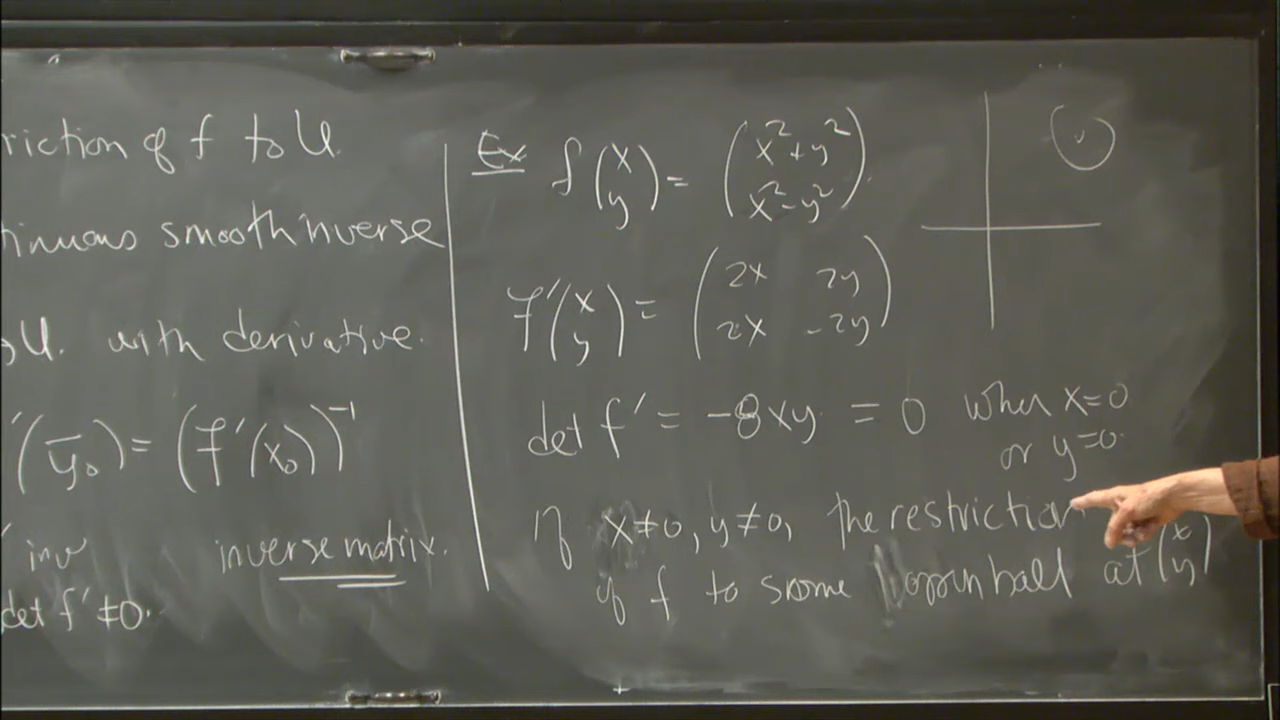 riction of f to U.
tinuous smooth inverse
U. with derivative.
'(y̅₀) = (f'(x₀))⁻¹
inv inverse matrix.
det f' ≠ 0.
Ex f(x y) = (x² + y² x² - y²).
f'(x y) = (2x 2y 2x -2y)
det f' = -8xy = 0 when x=0
or y=0.
If x≠0, y≠0, the restriction
of f to some open ball at (x y)